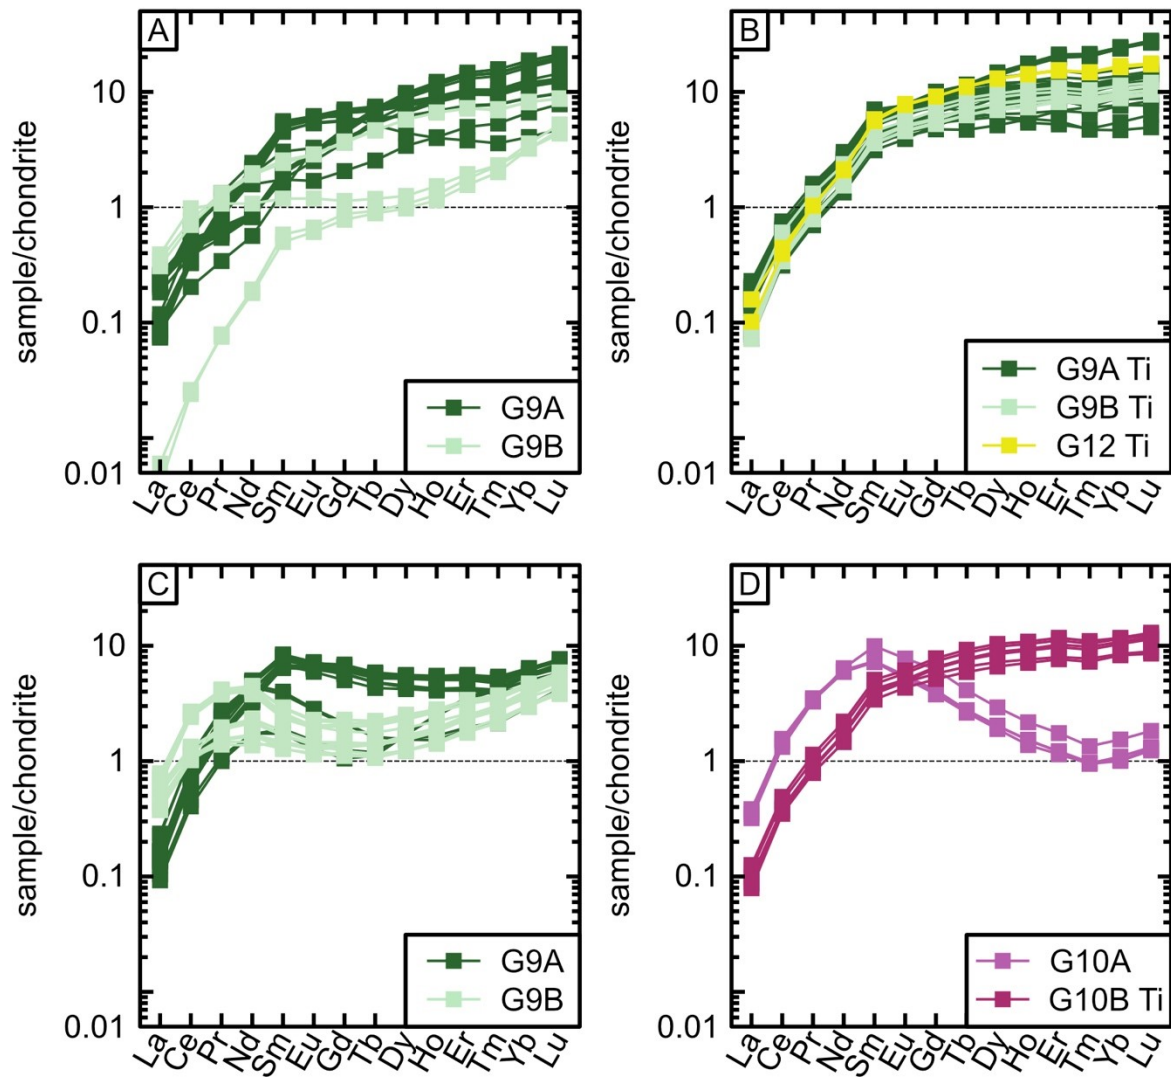 A
10
1
0.1
0.01
sample/chondrite
G9A
G9B
La Ce Pr Nd Sm Eu Gd Tb Dy Ho Er Tm Yb Lu
B
10
1
0.1
0.01
sample/chondrite
G9A Ti
G9B Ti
G12 Ti
La Ce Pr Nd Sm Eu Gd Tb Dy Ho Er Tm Yb Lu
C
10
1
0.1
0.01
sample/chondrite
G9A
G9B
La Ce Pr Nd Sm Eu Gd Tb Dy Ho Er Tm Yb Lu
D
10
1
0.1
0.01
sample/chondrite
G10A
G10B Ti
La Ce Pr Nd Sm Eu Gd Tb Dy Ho Er Tm Yb Lu